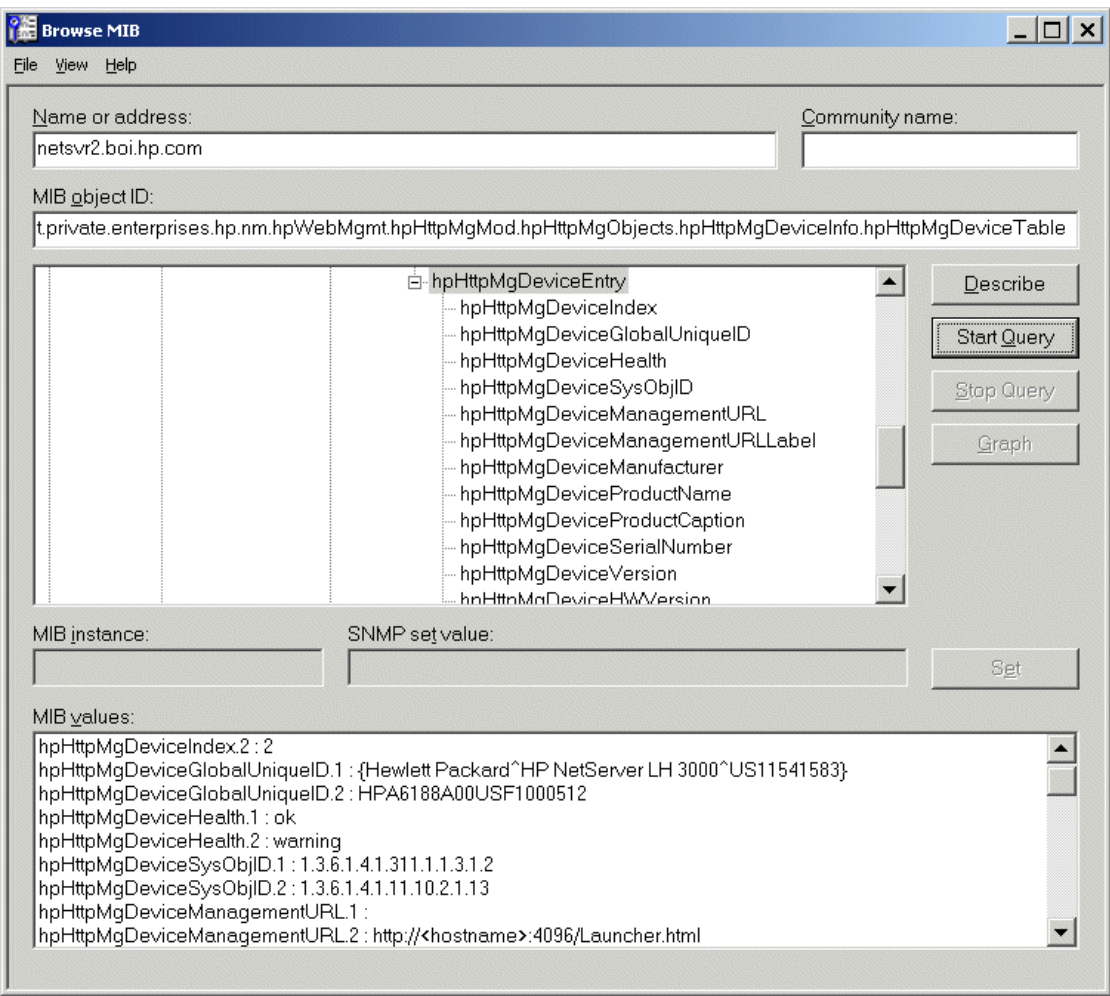 Browse MIB
File View Help
Name or address: Community name:
netsvr2.boi.hp.com
MIB object ID:
t.private.enterprises.hp.nm.hpWebMgmt.hpHttpMgMod.hpHttpMgObjects.hpHttpMgDeviceInfo.hpHttpMgDeviceTable
hpHttpMgDeviceEntry
hpHttpMgDeviceIndex
hpHttpMgDeviceGlobalUniqueID
hpHttpMgDeviceHealth
hpHttpMgDeviceSysObjID
hpHttpMgDeviceManagementURL
hpHttpMgDeviceManagementURLLabel
hpHttpMgDeviceManufacturer
hpHttpMgDeviceProductName
hpHttpMgDeviceProductCaption
hpHttpMgDeviceSerialNumber
hpHttpMgDeviceVersion
hpHttpMgDeviceHWVersion
Describe
Start Query
Stop Query
Graph
MIB instance: SNMP set value:
Set
MIB values:
hpHttpMgDeviceIndex.2 : 2
hpHttpMgDeviceGlobalUniqueID.1 : {Hewlett Packard^HP NetServer LH 3000^US11541583}
hpHttpMgDeviceGlobalUniqueID.2 : HPA6188A00USF1000512
hpHttpMgDeviceHealth.1 : ok
hpHttpMgDeviceHealth.2 : warning
hpHttpMgDeviceSysObjID.1 : 1.3.6.1.4.1.311.1.1.3.1.2
hpHttpMgDeviceSysObjID.2 : 1.3.6.1.4.1.11.10.2.1.13
hpHttpMgDeviceManagementURL.1 :
hpHttpMgDeviceManagementURL.2 : http://<hostname>:4096/Launcher.html